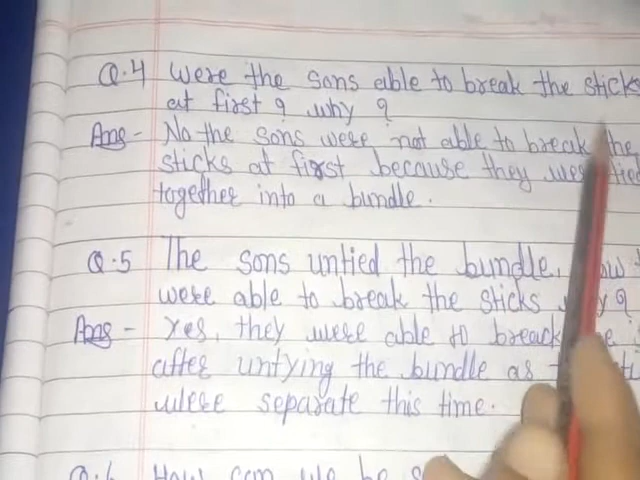 Q.4 Were the sons able to break the sticks
at first ? why ?
Ans - No the sons were not able to break the
sticks at first because they were tied
together into a bundle.
Q.5 The sons untied the bundle.
were able to break the sticks ?
Ans - Yes, they were able to breack
after untying the bundle as
were separate this time.
Q.6 How can we be